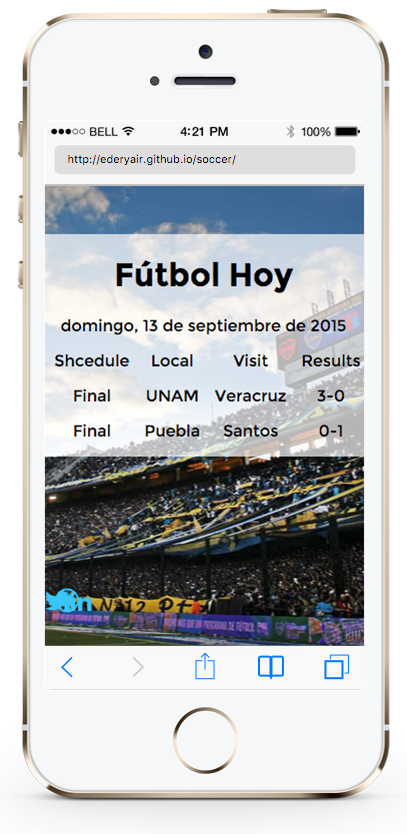 BELL 4:21 PM 100%
http://ederyair.github.io/soccer/
Fútbol Hoy
domingo, 13 de septiembre de 2015
Shcedule Local Visit Results
Final UNAM Veracruz 3-0
Final Puebla Santos 0-1
Nº12